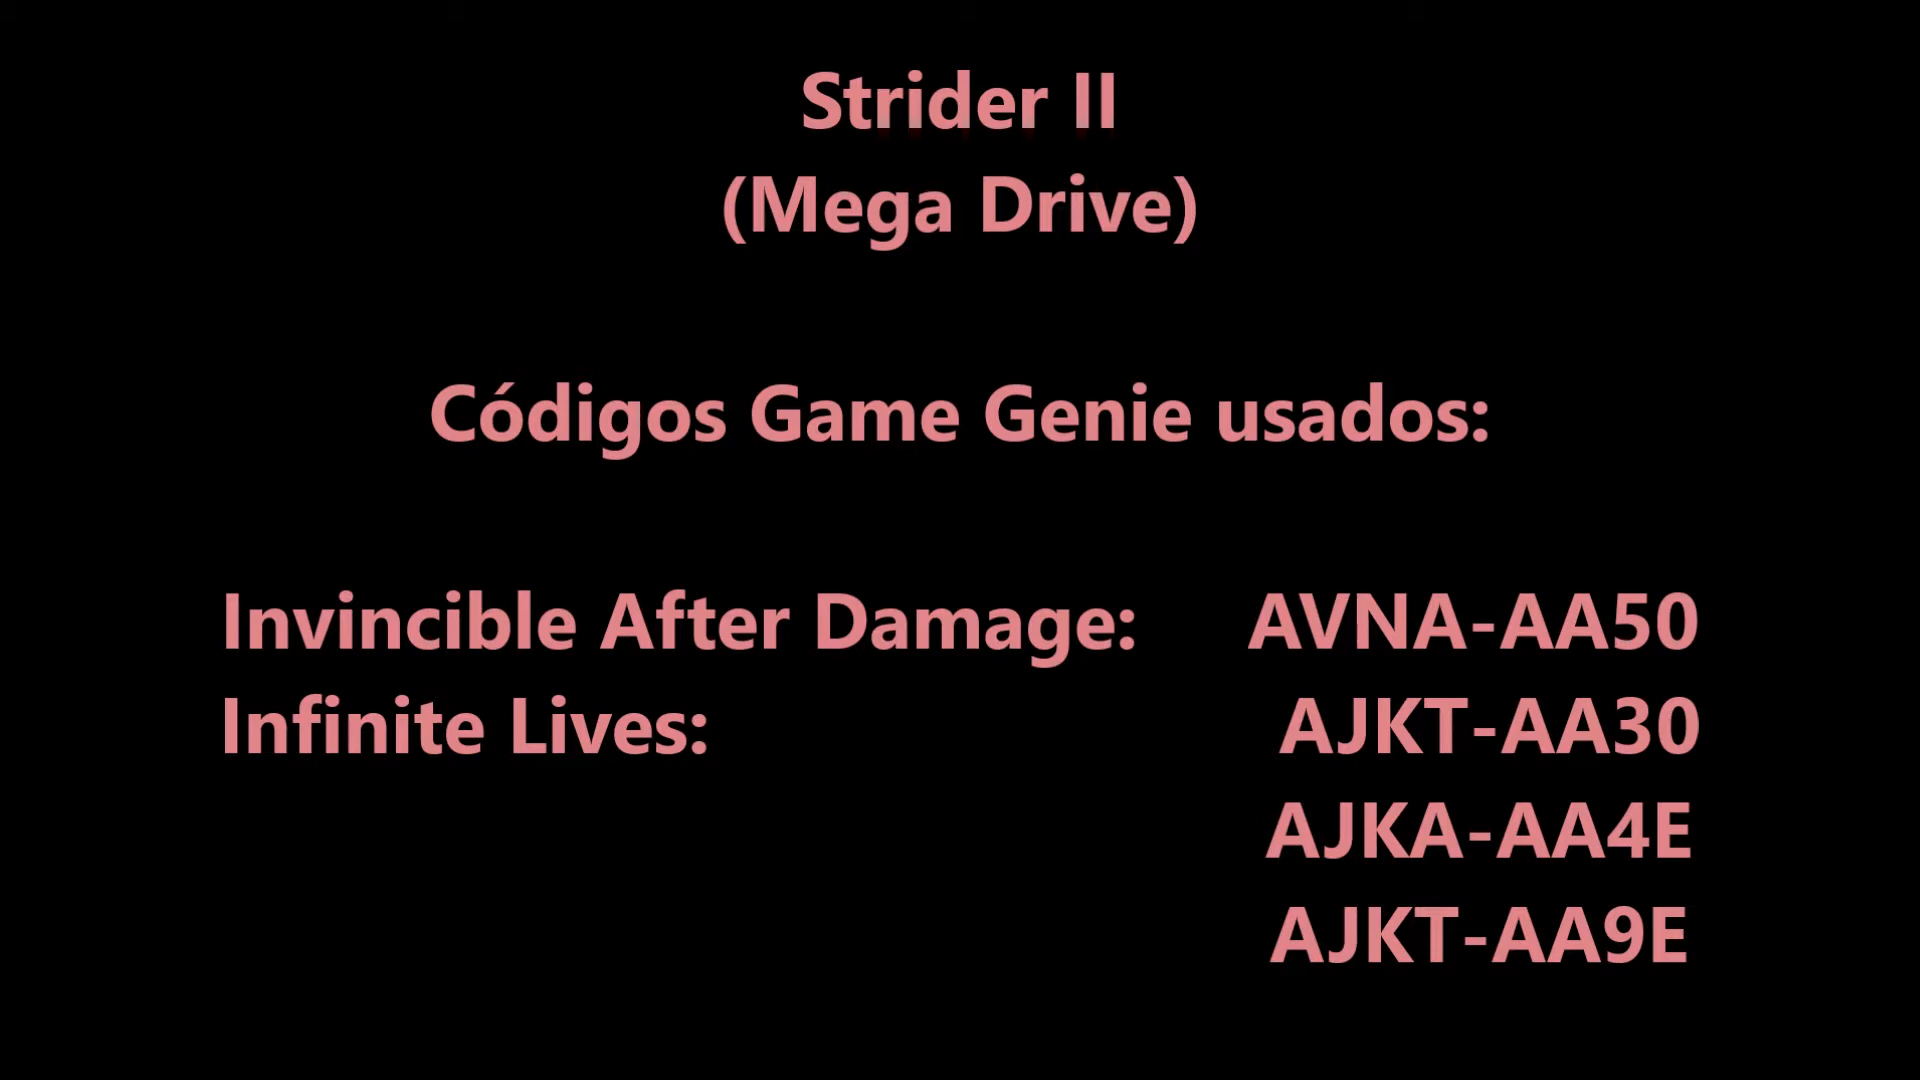 Strider II
(Mega Drive)
Códigos Game Genie usados:
Invincible After Damage: AVNA-AA50
Infinite Lives: AJKT-AA30
AJKA-AA4E
AJKT-AA9E